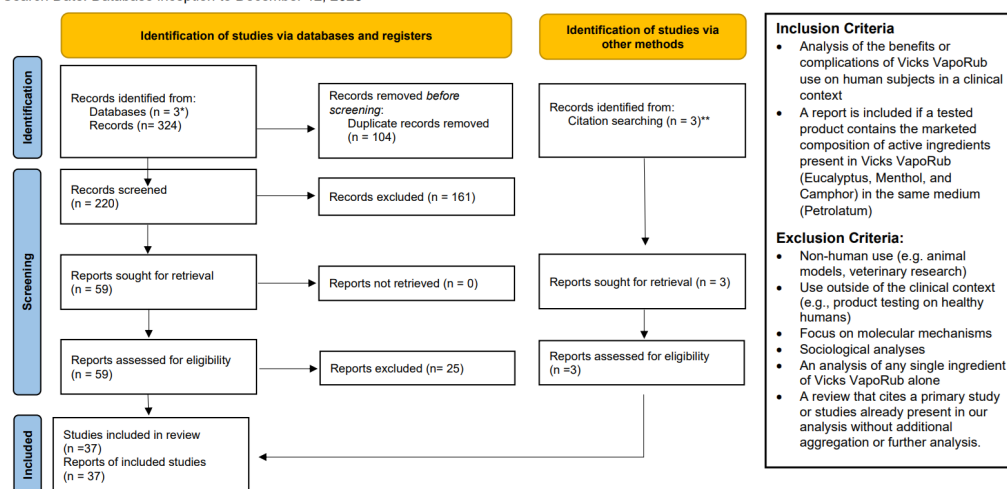 Identification of studies via databases and registers
Identification of studies via
other methods
Identification
Records identified from:
Databases (n = 3*)
Records (n= 324)
Records removed before
screening:
Duplicate records removed
(n = 104)
Records identified from:
Citation searching (n = 3)**
Screening
Records screened
(n = 220)
Records excluded (n = 161)
Reports sought for retrieval
(n = 59)
Reports not retrieved (n = 0)
Reports sought for retrieval (n = 3)
Reports assessed for eligibility
(n = 59)
Reports excluded (n= 25)
Reports assessed for eligibility
(n =3)
Included
Studies included in review
(n =37)
Reports of included studies
(n = 37)
Inclusion Criteria
• Analysis of the benefits or
complications of Vicks VapoRub
use on human subjects in a clinical
context
• A report is included if a tested
product contains the marketed
composition of active ingredients
present in Vicks VapoRub
(Eucalyptus, Menthol, and
Camphor) in the same medium
(Petrolatum)
Exclusion Criteria:
• Non-human use (e.g. animal
models, veterinary research)
• Use outside of the clinical context
(e.g., product testing on healthy
humans)
• Focus on molecular mechanisms
• Sociological analyses
• An analysis of any single ingredient
of Vicks VapoRub alone
• A review that cites a primary study
or studies already present in our
analysis without additional
aggregation or further analysis.